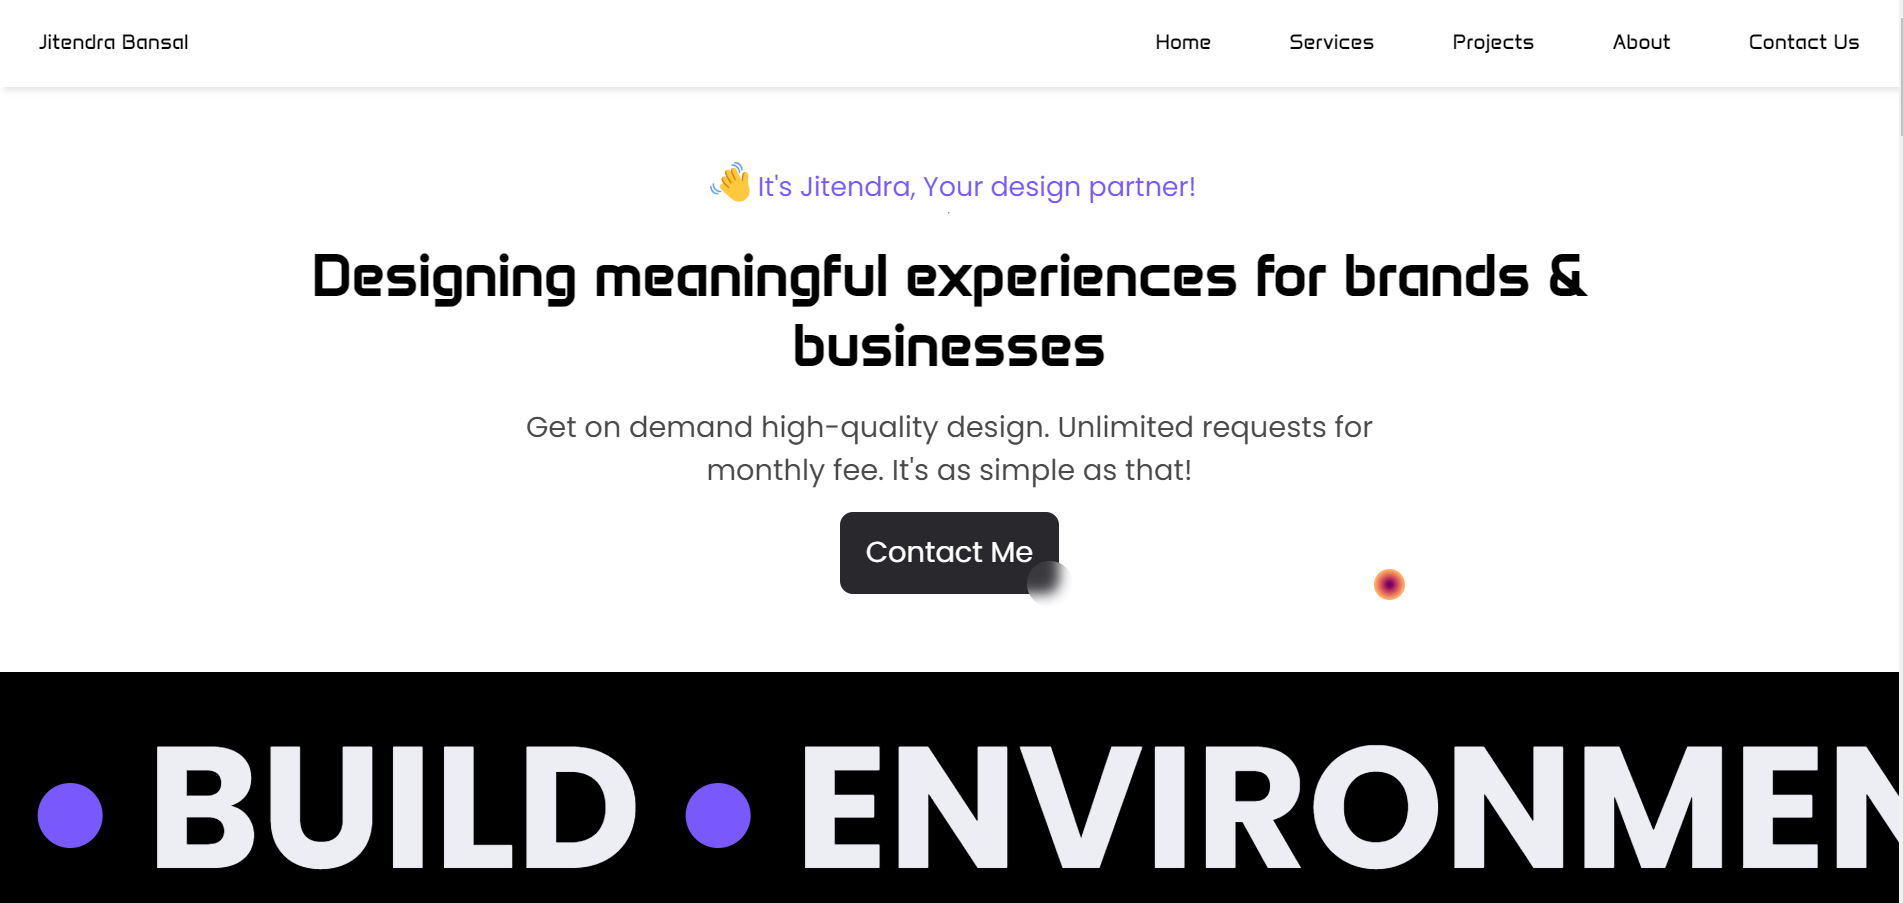 Jitendra Bansal
Home Services Projects About Contact Us
It's Jitendra, Your design partner!
Designing meaningful experiences for brands &
businesses
Get on demand high-quality design. Unlimited requests for
monthly fee. It's as simple as that!
Contact Me
BUILD ENVIRONMEN